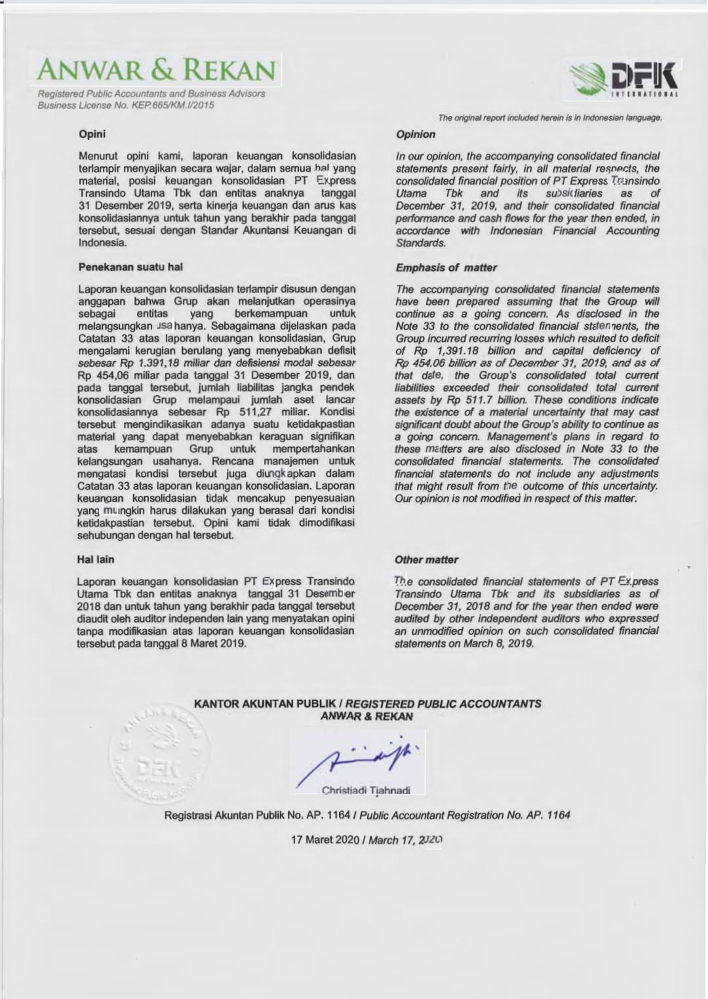 ANWAR & REKAN
Registered Public Accountants and Business Advisors
Business License No. KEP.665/KM.I/2015
DFK
INTERNATIONAL
The original report included herein is in Indonesian language.
Opini
Menurut opini kami, laporan keuangan konsolidasian
terlampir menyajikan secara wajar, dalam semua hal yang
material, posisi keuangan konsolidasian PT Express
Transindo Utama Tbk dan entitas anaknya tanggal
31 Desember 2019, serta kinerja keuangan dan arus kas
konsolidasiannya untuk tahun yang berakhir pada tanggal
tersebut, sesuai dengan Standar Akuntansi Keuangan di
Indonesia.
Penekanan suatu hal
Laporan keuangan konsolidasian terlampir disusun dengan
anggapan bahwa Grup akan melanjutkan operasinya
sebagai entitas yang berkemampuan untuk
melangsungkan usahanya. Sebagaimana dijelaskan pada
Catatan 33 atas laporan keuangan konsolidasian, Grup
mengalami kerugian berulang yang menyebabkan defisit
sebesar Rp 1.391,18 miliar dan defisiensi modal sebesar
Rp 454,06 miliar pada tanggal 31 Desember 2019, dan
pada tanggal tersebut, jumlah liabilitas jangka pendek
konsolidasian Grup melampaui jumlah aset lancar
konsolidasiannya sebesar Rp 511,27 miliar. Kondisi
tersebut mengindikasikan adanya suatu ketidakpastian
material yang dapat menyebabkan keraguan signifikan
atas kemampuan Grup untuk mempertahankan
kelangsungan usahanya. Rencana manajemen untuk
mengatasi kondisi tersebut juga diungkapkan dalam
Catatan 33 atas laporan keuangan konsolidasian. Laporan
keuangan konsolidasian tidak mencakup penyesuaian
yang mungkin harus dilakukan yang berasal dari kondisi
ketidakpastian tersebut. Opini kami tidak dimodifikasi
sehubungan dengan hal tersebut.
Hal lain
Laporan keuangan konsolidasian PT Express Transindo
Utama Tbk dan entitas anaknya tanggal 31 Desember
2018 dan untuk tahun yang berakhir pada tanggal tersebut
diaudit oleh auditor independen lain yang menyatakan opini
tanpa modifikasian atas laporan keuangan konsolidasian
tersebut pada tanggal 8 Maret 2019.
Opinion
In our opinion, the accompanying consolidated financial
statements present fairly, in all material respects, the
consolidated financial position of PT Express Transindo
Utama Tbk and its subsidiaries as of
December 31, 2019, and their consolidated financial
performance and cash flows for the year then ended, in
accordance with Indonesian Financial Accounting
Standards.
Emphasis of matter
The accompanying consolidated financial statements
have been prepared assuming that the Group will
continue as a going concern. As disclosed in the
Note 33 to the consolidated financial statements, the
Group incurred recurring losses which resulted to deficit
of Rp 1,391.18 billion and capital deficiency of
Rp 454.06 billion as of December 31, 2019, and as of
that date, the Group's consolidated total current
liabilities exceeded their consolidated total current
assets by Rp 511.7 billion. These conditions indicate
the existence of a material uncertainty that may cast
significant doubt about the Group's ability to continue as
a going concern. Management's plans in regard to
these matters are also disclosed in Note 33 to the
consolidated financial statements. The consolidated
financial statements do not include any adjustments
that might result from the outcome of this uncertainty.
Our opinion is not modified in respect of this matter.
Other matter
The consolidated financial statements of PT Express
Transindo Utama Tbk and its subsidiaries as of
December 31, 2018 and for the year then ended were
audited by other independent auditors who expressed
an unmodified opinion on such consolidated financial
statements on March 8, 2019.
KANTOR AKUNTAN PUBLIK / REGISTERED PUBLIC ACCOUNTANTS
ANWAR & REKAN
ANWAR & REKAN
DFK
Christiadi Tjahnadi
Registrasi Akuntan Publik No. AP. 1164 / Public Accountant Registration No. AP. 1164
17 Maret 2020 / March 17, 2020